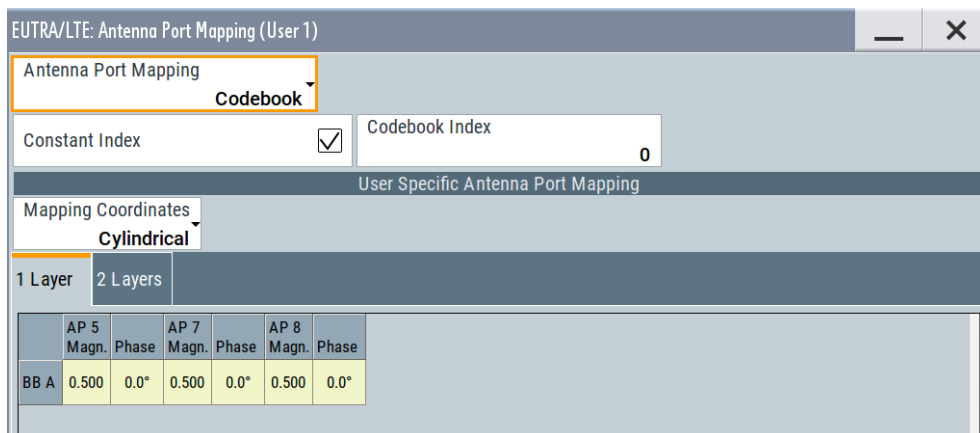 EUTRA/LTE: Antenna Port Mapping (User 1)
Antenna Port Mapping
Codebook
Constant Index
Codebook Index
0
User Specific Antenna Port Mapping
Mapping Coordinates
Cylindrical
1 Layer 2 Layers
AP 5 AP 7 AP 8
Magn. Phase Magn. Phase Magn. Phase
BB A 0.500 0.0° 0.500 0.0° 0.500 0.0°